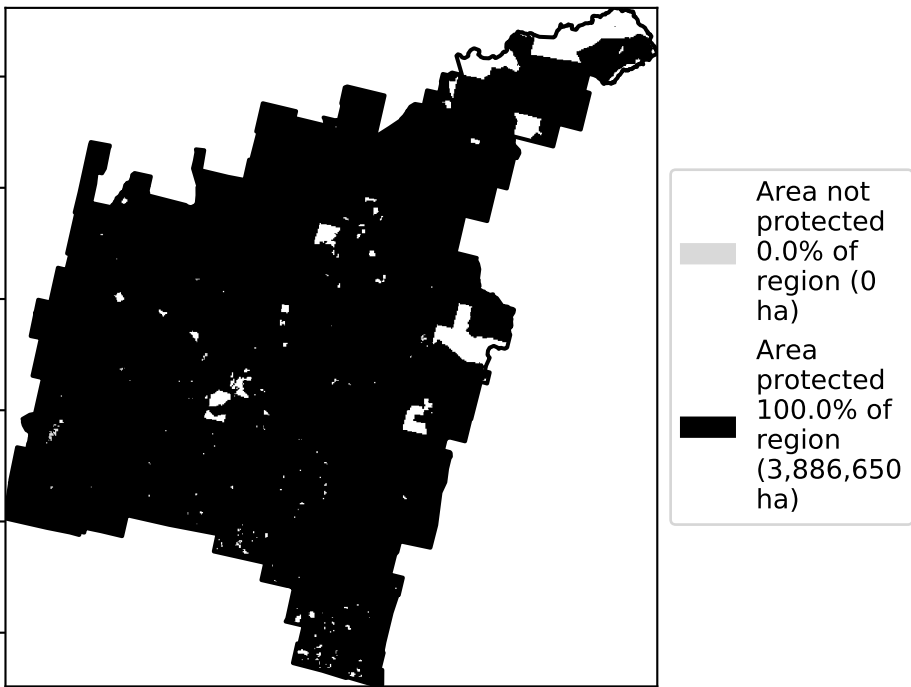 Area not
protected
0.0% of
region (0
ha)
Area
protected
100.0% of
region
(3,886,650
ha)